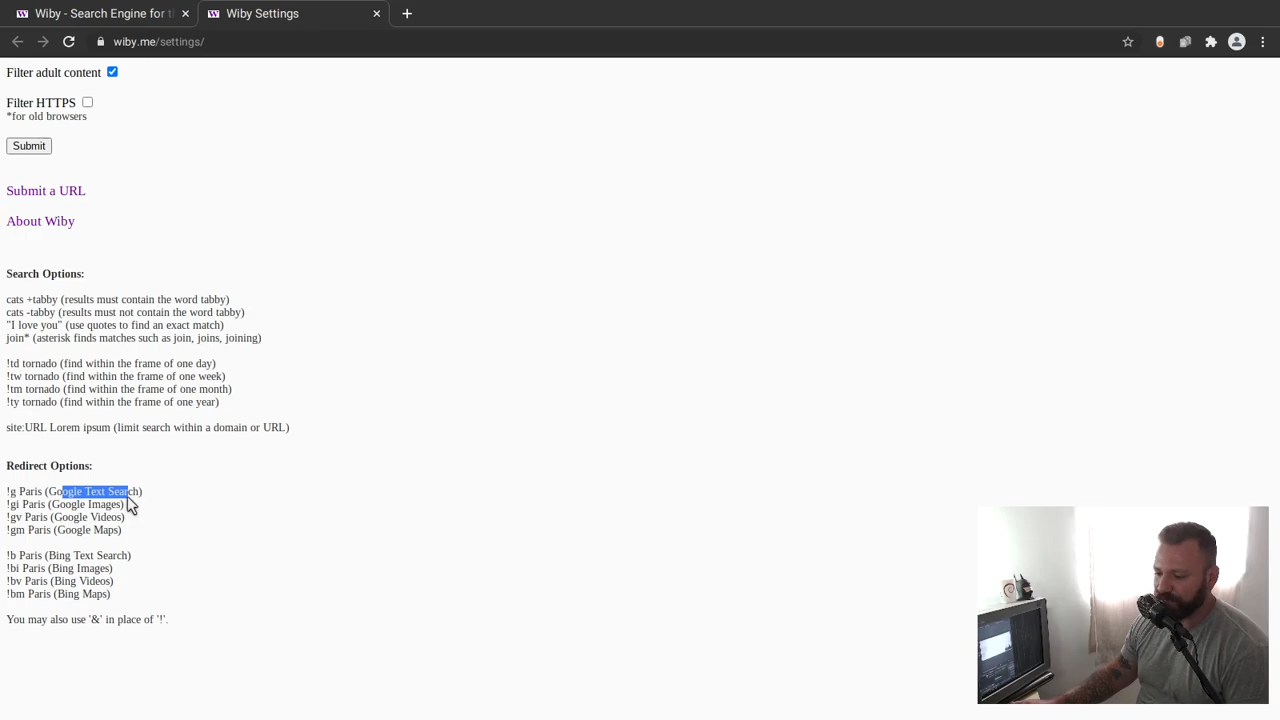 Wiby - Search Engine for t
Wiby Settings
wiby.me/settings/
Filter adult content
Filter HTTPS
*for old browsers
Submit
Submit a URL
About Wiby
Search Options:
cats +tabby (results must contain the word tabby)
cats -tabby (results must not contain the word tabby)
"I love you" (use quotes to find an exact match)
join* (asterisk finds matches such as join, joins, joining)
!td tornado (find within the frame of one day)
!tw tornado (find within the frame of one week)
!tm tornado (find within the frame of one month)
!ty tornado (find within the frame of one year)
site:URL Lorem ipsum (limit search within a domain or URL)
Redirect Options:
!g Paris (Google Text Search)
!gi Paris (Google Images)
!gv Paris (Google Videos)
!gm Paris (Google Maps)
!b Paris (Bing Text Search)
!bi Paris (Bing Images)
!bv Paris (Bing Videos)
!bm Paris (Bing Maps)
You may also use '&' in place of '!'.